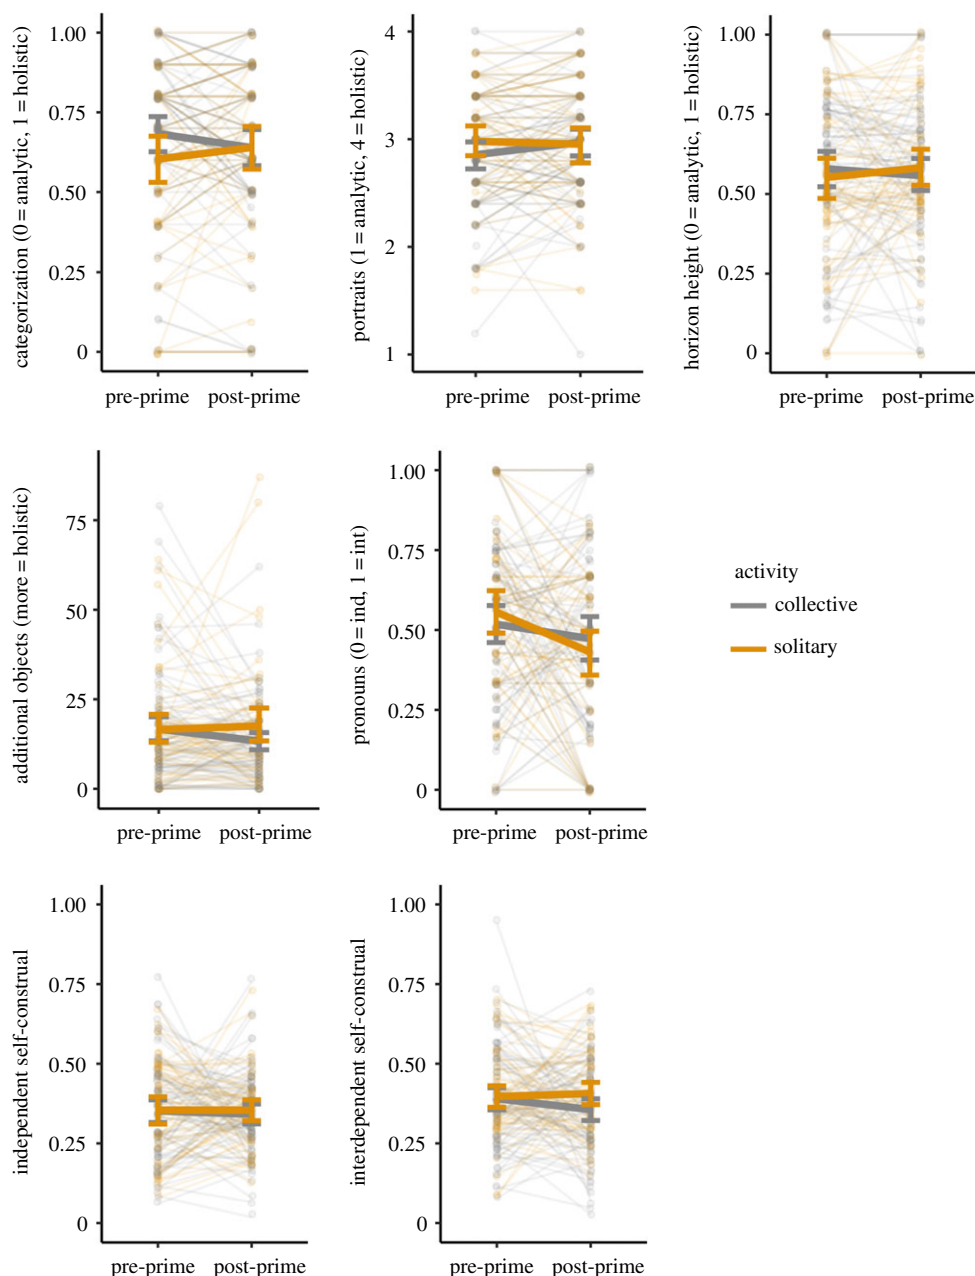 categorization (0 = analytic, 1 = holistic)
1.00
0.75
0.50
0.25
0
pre-prime post-prime
portraits (1 = analytic, 4 = holistic)
4
3
2
1
pre-prime post-prime
horizon height (0 = analytic, 1 = holistic)
1.00
0.75
0.50
0.25
0
pre-prime post-prime
additional objects (more = holistic)
75
50
25
0
pre-prime post-prime
pronouns (0 = ind, 1 = int)
1.00
0.75
0.50
0.25
0
pre-prime post-prime
activity
collective
solitary
independent self-construal
1.00
0.75
0.50
0.25
0
pre-prime post-prime
interdependent self-construal
1.00
0.75
0.50
0.25
0
pre-prime post-prime